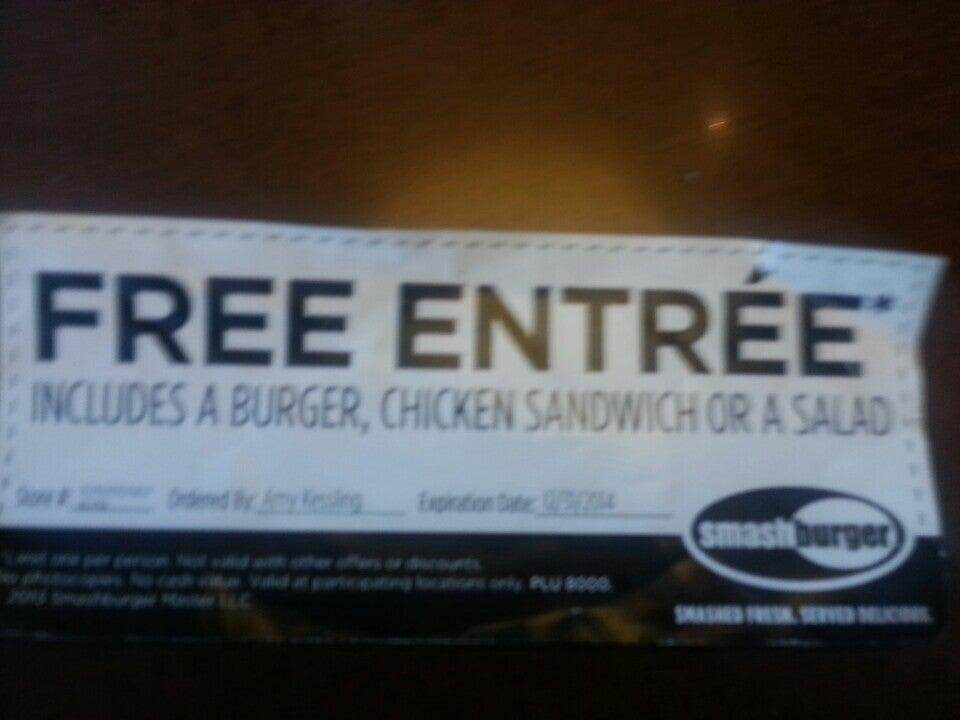 FREE ENTRÉE*
INCLUDES A BURGER, CHICKEN SANDWICH OR A SALAD
Store #: Ordered By: Amy Kessling Expiration Date: 12/31/2014
smashburger
*Limit one per person. Not valid with other offers or discounts.
No photocopies. No cash value. Valid at participating locations only. PLU 8000.
2013 Smashburger Master LLC
SMASHED FRESH. SERVED DELICIOUS.